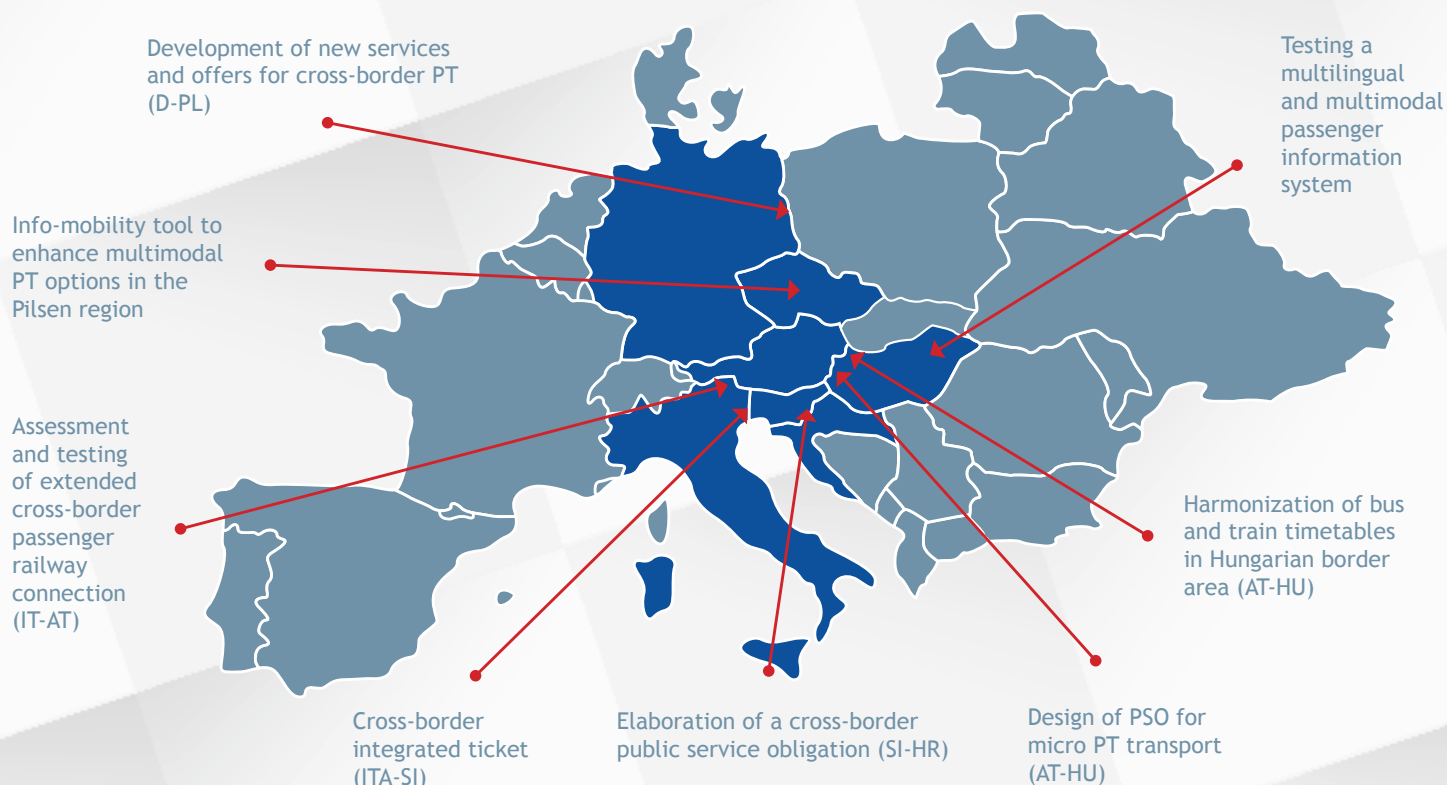 Development of new services
and offers for cross-border PT
(D-PL)
Testing a
multilingual
and multimodal
passenger
information
system
Info-mobility tool to
enhance multimodal
PT options in the
Pilsen region
Assessment
and testing
of extended
cross-border
passenger
railway
connection
(IT-AT)
Harmonization of bus
and train timetables
in Hungarian border
area (AT-HU)
Cross-border
integrated ticket
(ITA-SI)
Elaboration of a cross-border
public service obligation (SI-HR)
Design of PSO for
micro PT transport
(AT-HU)